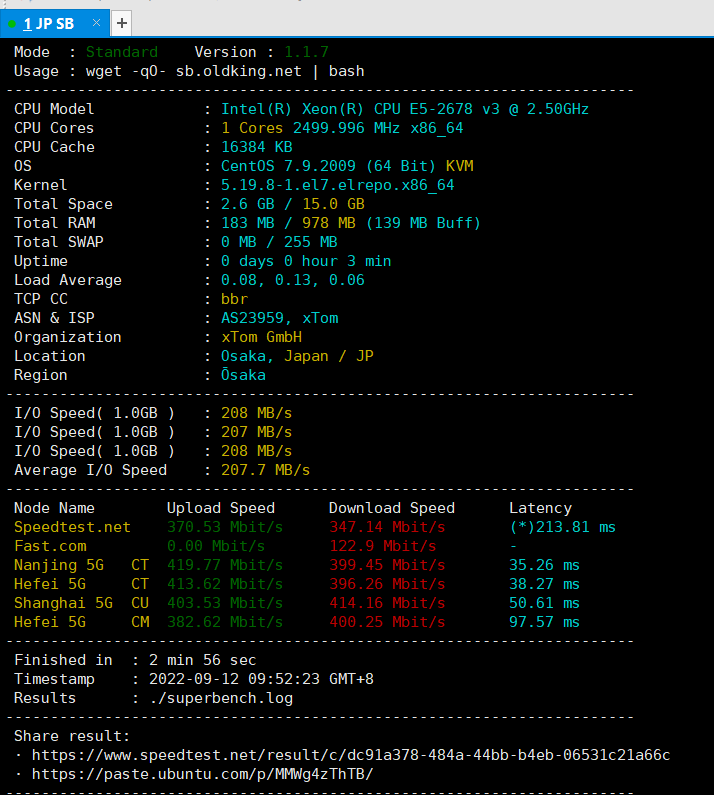 1 JP SB × +
Mode : Standard Version : 1.1.7
Usage : wget -qO- sb.oldking.net | bash
----------------------------------------------------------------------
CPU Model : Intel(R) Xeon(R) CPU E5-2678 v3 @ 2.50GHz
CPU Cores : 1 Cores 2499.996 MHz x86_64
CPU Cache : 16384 KB
OS : CentOS 7.9.2009 (64 Bit) KVM
Kernel : 5.19.8-1.el7.elrepo.x86_64
Total Space : 2.6 GB / 15.0 GB
Total RAM : 183 MB / 978 MB (139 MB Buff)
Total SWAP : 0 MB / 255 MB
Uptime : 0 days 0 hour 3 min
Load Average : 0.08, 0.13, 0.06
TCP CC : bbr
ASN & ISP : AS23959, xTom
Organization : xTom GmbH
Location : Osaka, Japan / JP
Region : Ōsaka
----------------------------------------------------------------------
I/O Speed( 1.0GB ) : 208 MB/s
I/O Speed( 1.0GB ) : 207 MB/s
I/O Speed( 1.0GB ) : 208 MB/s
Average I/O Speed : 207.7 MB/s
----------------------------------------------------------------------
Node Name Upload Speed Download Speed Latency
Speedtest.net 370.53 Mbit/s 347.14 Mbit/s (*)213.81 ms
Fast.com 0.00 Mbit/s 122.9 Mbit/s -
Nanjing 5G CT 419.77 Mbit/s 399.45 Mbit/s 35.26 ms
Hefei 5G CT 413.62 Mbit/s 396.26 Mbit/s 38.27 ms
Shanghai 5G CU 403.53 Mbit/s 414.16 Mbit/s 50.61 ms
Hefei 5G CM 382.62 Mbit/s 400.25 Mbit/s 97.57 ms
----------------------------------------------------------------------
Finished in : 2 min 56 sec
Timestamp : 2022-09-12 09:52:23 GMT+8
Results : ./superbench.log
----------------------------------------------------------------------
Share result:
· https://www.speedtest.net/result/c/dc91a378-484a-44bb-b4eb-06531c21a66c
· https://paste.ubuntu.com/p/MMWg4zThTB/
----------------------------------------------------------------------